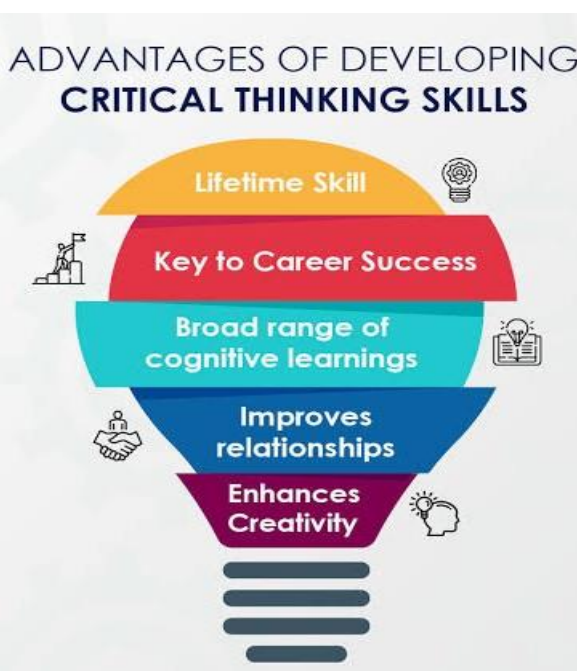 ADVANTAGES OF DEVELOPING
CRITICAL THINKING SKILLS
Lifetime Skill
Key to Career Success
Broad range of
cognitive learnings
Improves
relationships
Enhances
Creativity